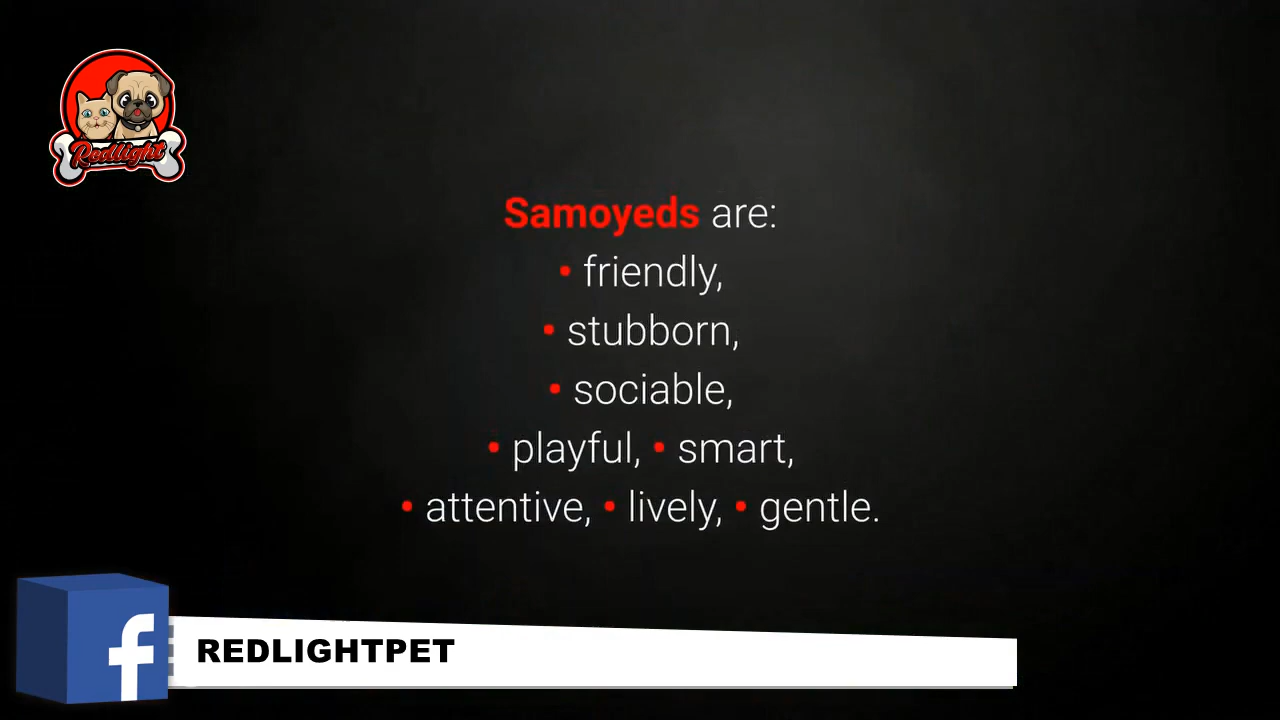 Redlight
Samoyeds are:
• friendly,
• stubborn,
• sociable,
• playful, • smart,
• attentive, • lively, • gentle.
f
REDLIGHTPET